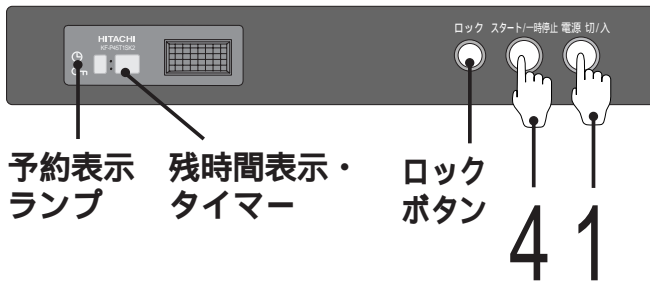 ロック スタート/一時停止 電源 切/入
HITACHI
KF-P45T1SK2
予約表示
ランプ
残時間表示・
タイマー
ロック
ボタン
4 1